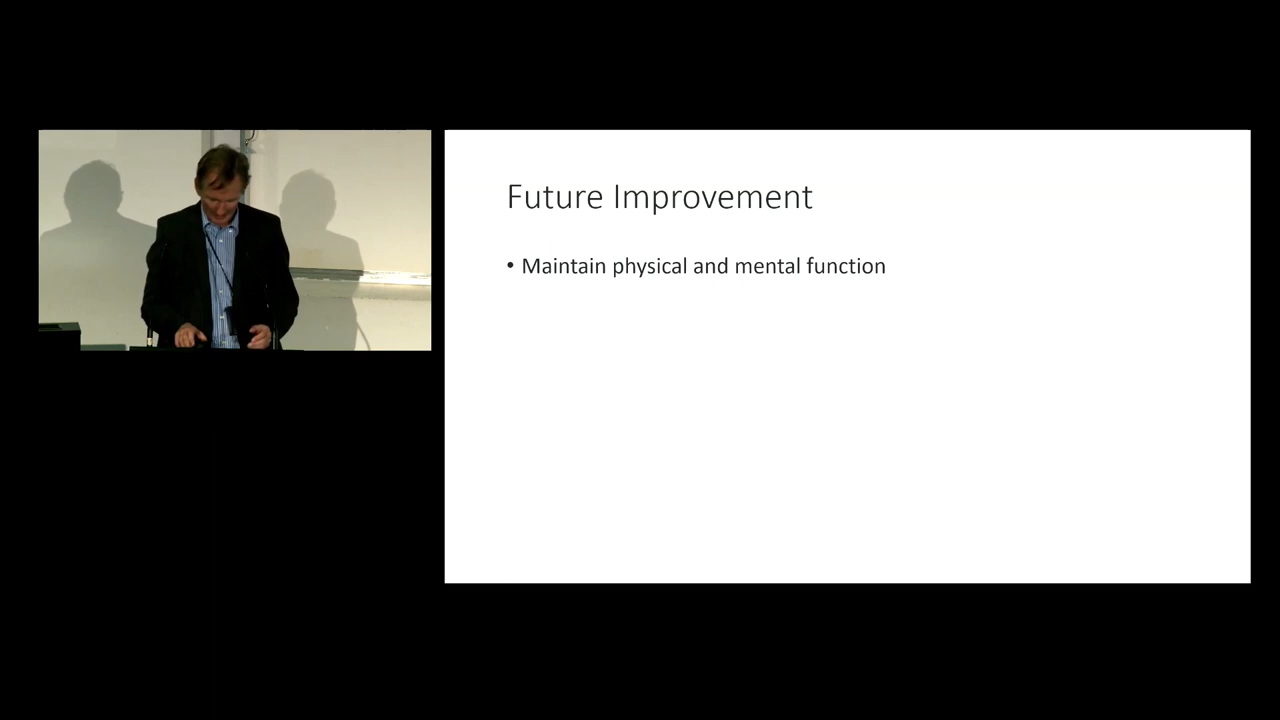 Future Improvement
• Maintain physical and mental function